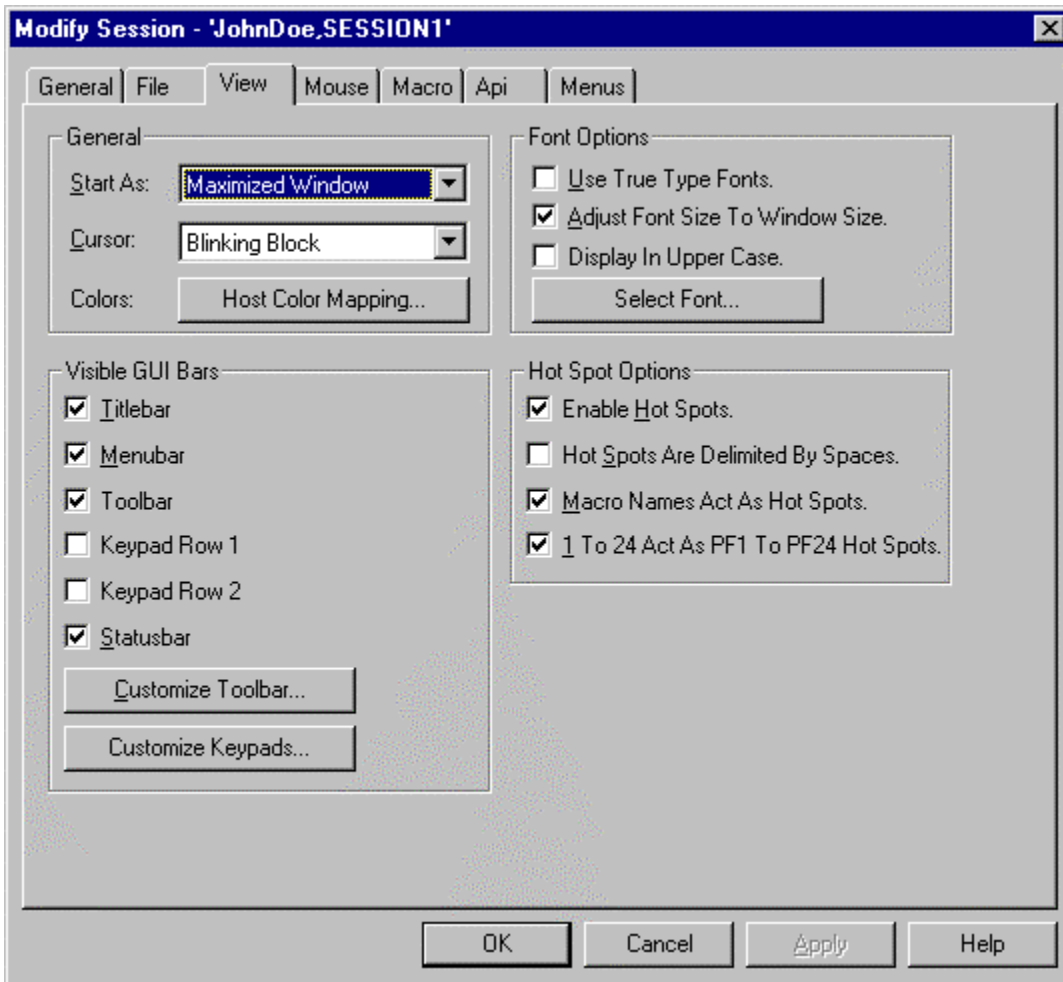 Modify Session - 'JohnDoe,SESSION1'
General File View Mouse Macro Api Menus
General
Start As: Maximized Window
Cursor: Blinking Block
Colors: Host Color Mapping...
Font Options
Use True Type Fonts.
Adjust Font Size To Window Size.
Display In Upper Case.
Select Font...
Visible GUI Bars
Titlebar
Menubar
Toolbar
Keypad Row 1
Keypad Row 2
Statusbar
Customize Toolbar...
Customize Keypads...
Hot Spot Options
Enable Hot Spots.
Hot Spots Are Delimited By Spaces.
Macro Names Act As Hot Spots.
1 To 24 Act As PF1 To PF24 Hot Spots.
OK Cancel Apply Help